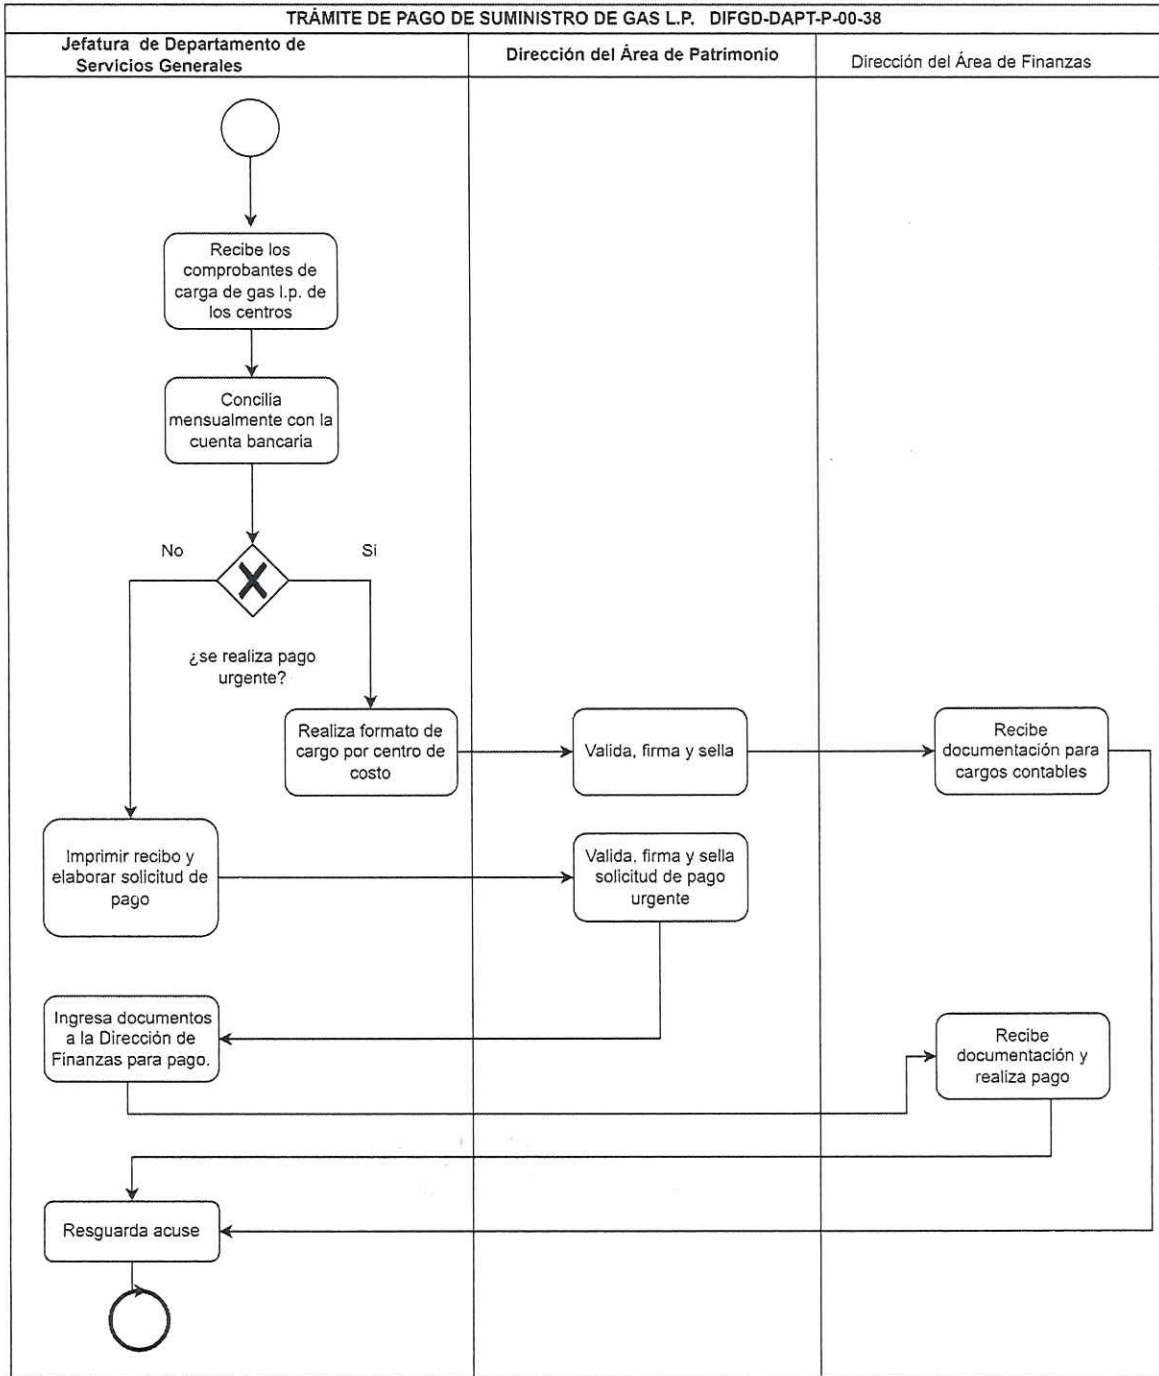 TRÁMITE DE PAGO DE SUMINISTRO DE GAS L.P. DIFGD-DAPT-P-00-38
Jefatura de Departamento de
Servicios Generales
Dirección del Área de Patrimonio
Dirección del Área de Finanzas
Recibe los
comprobantes de
carga de gas l.p. de
los centros
Concilia
mensualmente con la
cuenta bancaria
No
Si
¿se realiza pago
urgente?
Realiza formato de
cargo por centro de
costo
Valida, firma y sella
Recibe
documentación para
cargos contables
Imprimir recibo y
elaborar solicitud de
pago
Valida, firma y sella
solicitud de pago
urgente
Ingresa documentos
a la Dirección de
Finanzas para pago.
Recibe
documentación y
realiza pago
Resguarda acuse